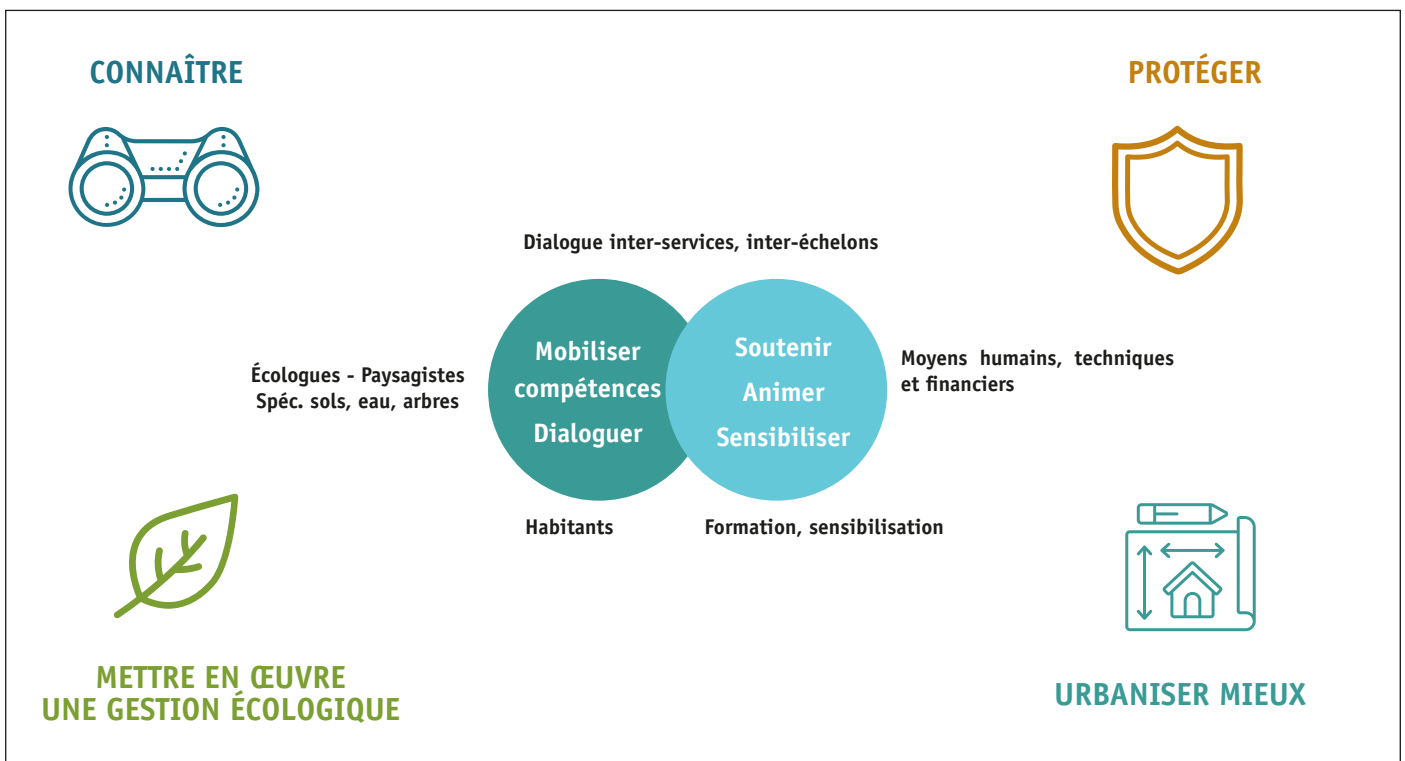 CONNAÎTRE
PROTÉGER
Dialogue inter-services, inter-échelons
Mobiliser
compétences
Dialoguer
Soutenir
Animer
Sensibiliser
Écologues - Paysagistes
Spéc. sols, eau, arbres
Moyens humains, techniques
et financiers
Habitants
Formation, sensibilisation
METTRE EN ŒUVRE
UNE GESTION ÉCOLOGIQUE
URBANISER MIEUX